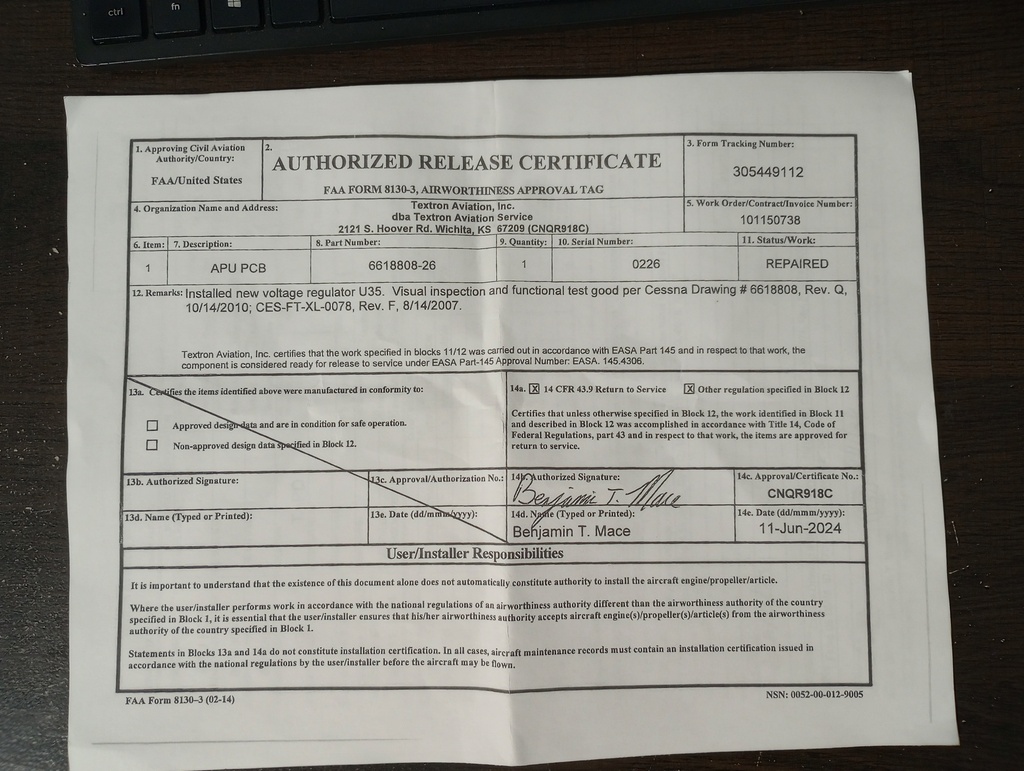 ctrl
fn
1. Approving Civil Aviation
Authority/Country:
FAA/United States
2.
AUTHORIZED RELEASE CERTIFICATE
FAA FORM 8130-3, AIRWORTHINESS APPROVAL TAG
3. Form Tracking Number:
305449112
4. Organization Name and Address:
Textron Aviation, Inc.
dba Textron Aviation Service
2121 S. Hoover Rd. Wichita, KS 67209 (CNQR918C)
5. Work Order/Contract/Invoice Number:
101150738
6. Item: 7. Description: 8. Part Number: 9. Quantity: 10. Serial Number: 11. Status/Work:
1 APU PCB 6618808-26 1 0226 REPAIRED
12. Remarks: Installed new voltage regulator U35. Visual inspection and functional test good per Cessna Drawing # 6618808, Rev. Q,
10/14/2010; CES-FT-XL-0078, Rev. F, 8/14/2007.
Textron Aviation, Inc. certifies that the work specified in blocks 11/12 was carried out in accordance with EASA Part 145 and in respect to that work, the
component is considered ready for release to service under EASA Part-145 Approval Number: EASA. 145.4306.
13a. Certifies the items identified above were manufactured in conformity to:
Approved design data and are in condition for safe operation.
Non-approved design data specified in Block 12.
14a. X 14 CFR 43.9 Return to Service X Other regulation specified in Block 12
Certifies that unless otherwise specified in Block 12, the work identified in Block 11
and described in Block 12 was accomplished in accordance with Title 14, Code of
Federal Regulations, part 43 and in respect to that work, the items are approved for
return to service.
13b. Authorized Signature: 13c. Approval/Authorization No.:
14b. Authorized Signature:
Benjamin T. Mace
14c. Approval/Certificate No.:
CNQR918C
13d. Name (Typed or Printed): 13e. Date (dd/mmm/yyyy):
14d. Name (Typed or Printed):
Benjamin T. Mace
14e. Date (dd/mmm/yyyy):
11-Jun-2024
User/Installer Responsibilities
It is important to understand that the existence of this document alone does not automatically constitute authority to install the aircraft engine/propeller/article.
Where the user/installer performs work in accordance with the national regulations of an airworthiness authority different than the airworthiness authority of the country
specified in Block 1, it is essential that the user/installer ensures that his/her airworthiness authority accepts aircraft engine(s)/propeller(s)/article(s) from the airworthiness
authority of the country specified in Block 1.
Statements in Blocks 13a and 14a do not constitute installation certification. In all cases, aircraft maintenance records must contain an installation certification issued in
accordance with the national regulations by the user/installer before the aircraft may be flown.
FAA Form 8130–3 (02-14) NSN: 0052-00-012-9005